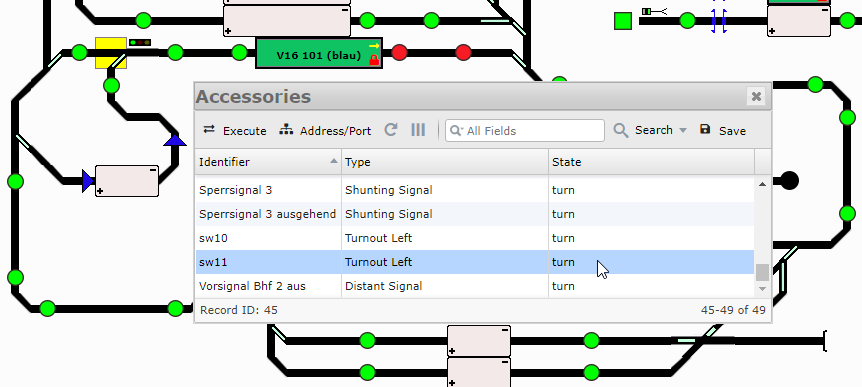 V16 101 (blau)
Accessories
Execute Address/Port All Fields Search Save
Identifier Type State
Sperrsignal 3 Shunting Signal turn
Sperrsignal 3 ausgehend Shunting Signal turn
sw10 Turnout Left turn
sw11 Turnout Left turn
Vorsignal Bhf 2 aus Distant Signal turn
Record ID: 45 45-49 of 49